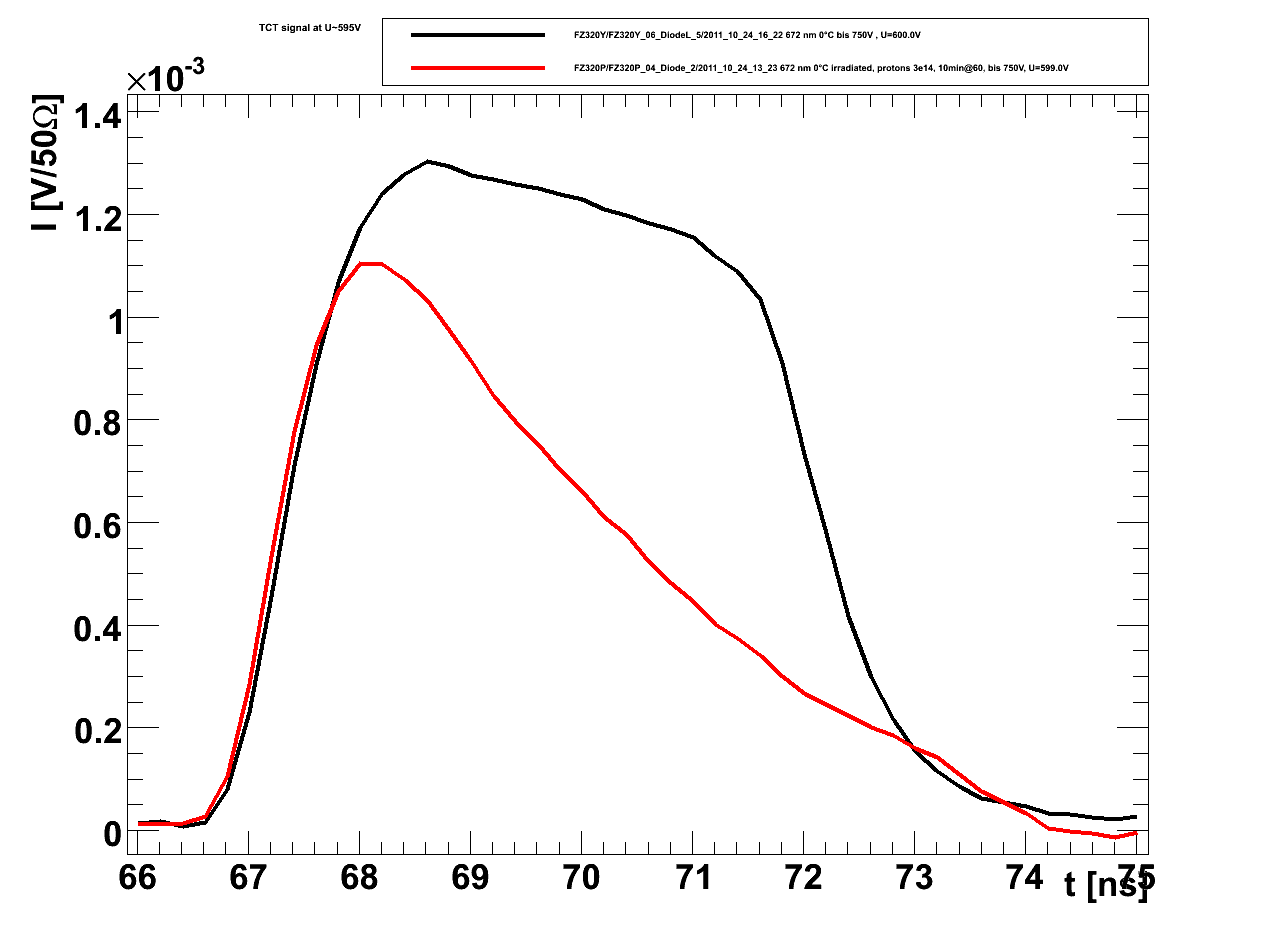 TCT signal at U~595V
FZ320Y/FZ320Y_06_DiodeL_5/2011_10_24_16_22 672 nm 0°C bis 750V , U=600.0V
FZ320P/FZ320P_04_Diode_2/2011_10_24_13_23 672 nm 0°C irradiated, protons 3e14, 10min@60, bis 750V, U=599.0V
×10⁻³
I [V/50Ω]
1.4
1.2
1
0.8
0.6
0.4
0.2
0
66 67 68 69 70 71 72 73 74 75
t [ns]